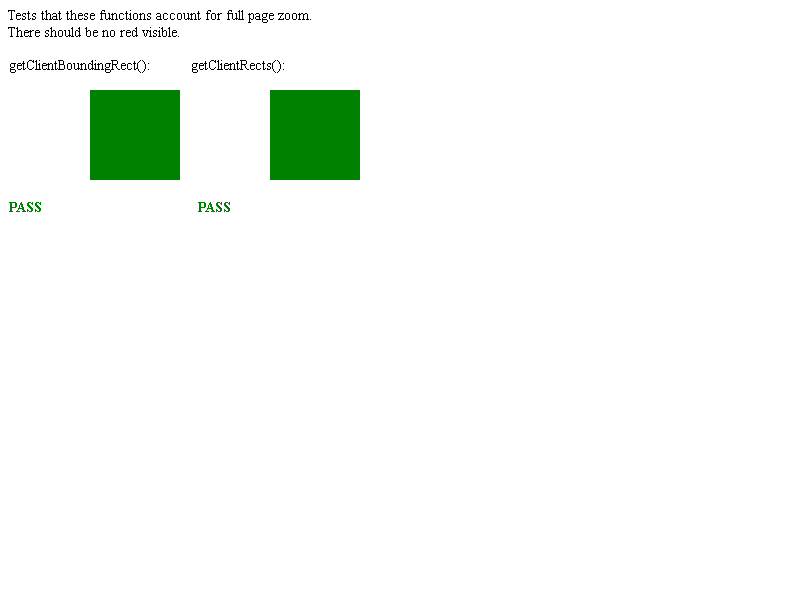 Tests that these functions account for full page zoom.
There should be no red visible.
getClientBoundingRect():
getClientRects():
PASS
PASS